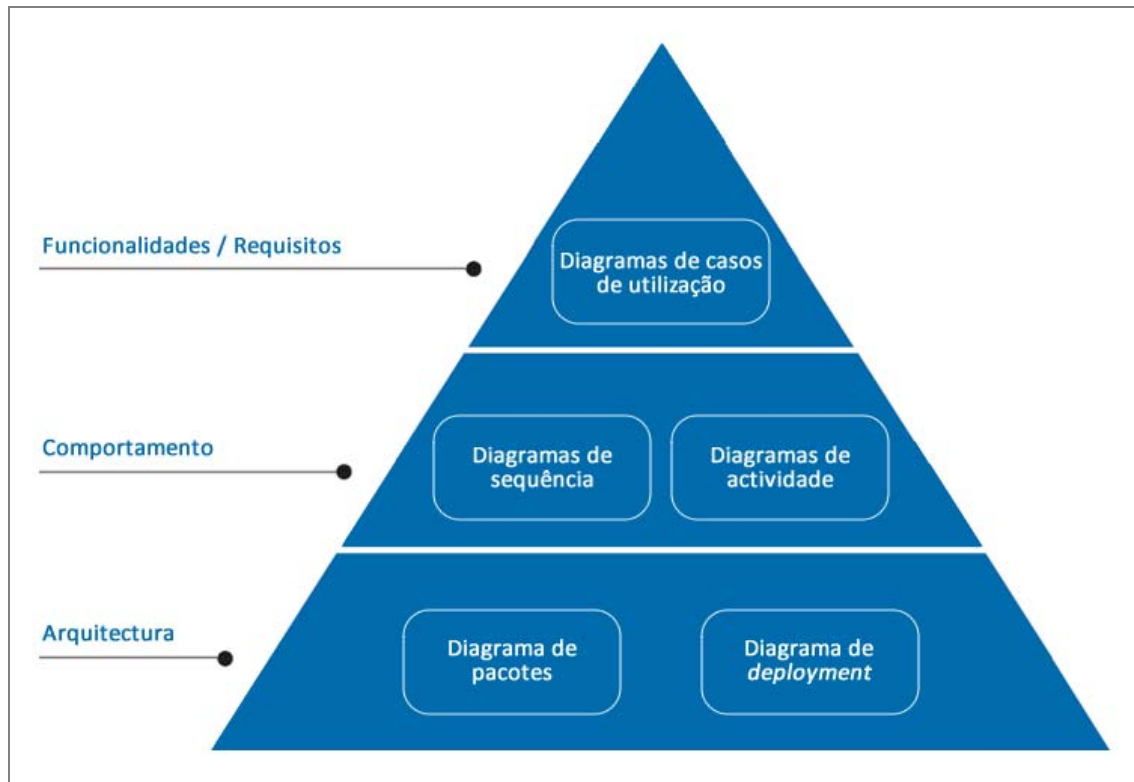 Funcionalidades / Requisitos
Diagramas de casos
de utilização
Comportamento
Diagramas de
sequência
Diagramas de
actividade
Arquitectura
Diagrama de
pacotes
Diagrama de
deployment